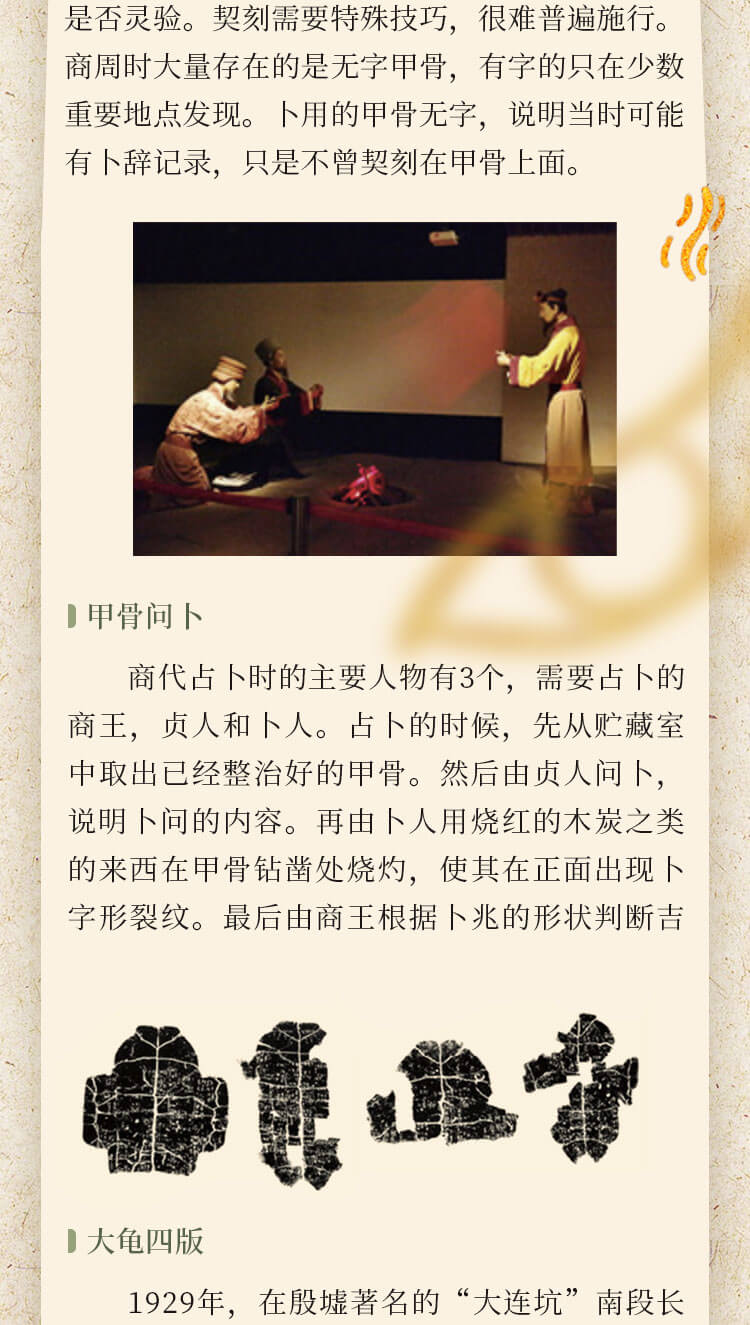 是否灵验。契刻需要特殊技巧，很难普遍施行。
商周时大量存在的是无字甲骨，有字的只在少数
重要地点发现。卜用的甲骨无字，说明当时可能
有卜辞记录，只是不曾契刻在甲骨上面。
甲骨问卜
商代占卜时的主要人物有3个，需要占卜的
商王，贞人和卜人。占卜的时候，先从贮藏室
中取出已经整治好的甲骨。然后由贞人问卜，
说明卜问的内容。再由卜人用烧红的木炭之类
的来西在甲骨钻凿处烧灼，使其在正面出现卜
字形裂纹。最后由商王根据卜兆的形状判断吉
大龟四版
1929年，在殷墟著名的“大连坑”南段长